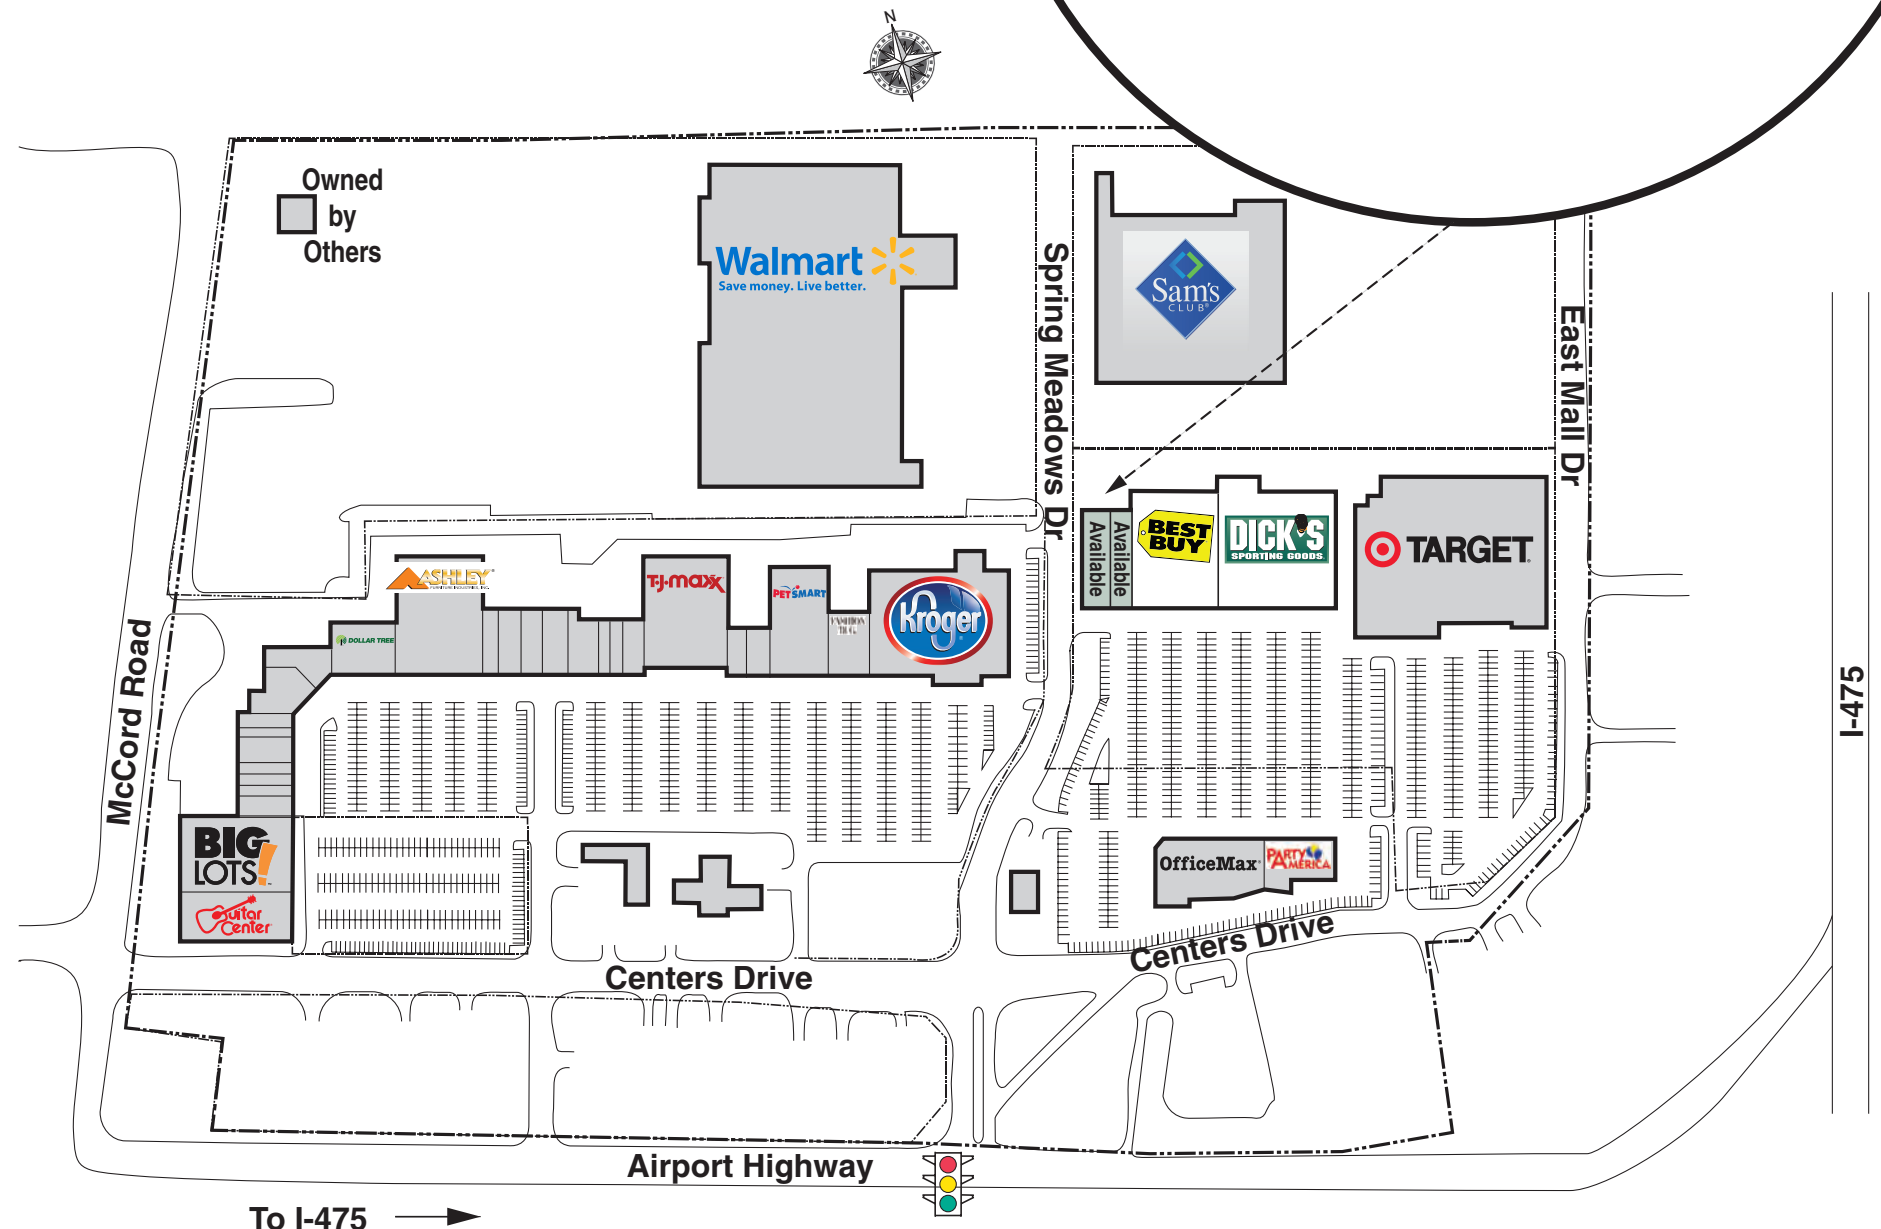 N
Owned
by
Others
Walmart
Save money. Live better.
Spring Meadows Dr
Sam's
CLUB®
East Mall Dr
Available
Available
BEST
BUY
DICK'S
SPORTING GOODS.
TARGET
ASHLEY
T·J·maxx
PETSMART
Kroger
DOLLAR TREE
McCord Road
I-475
BIG
LOTS!
Guitar
Center
OfficeMax
PARTY
AMERICA
Centers Drive
Centers Drive
Airport Highway
To I-475